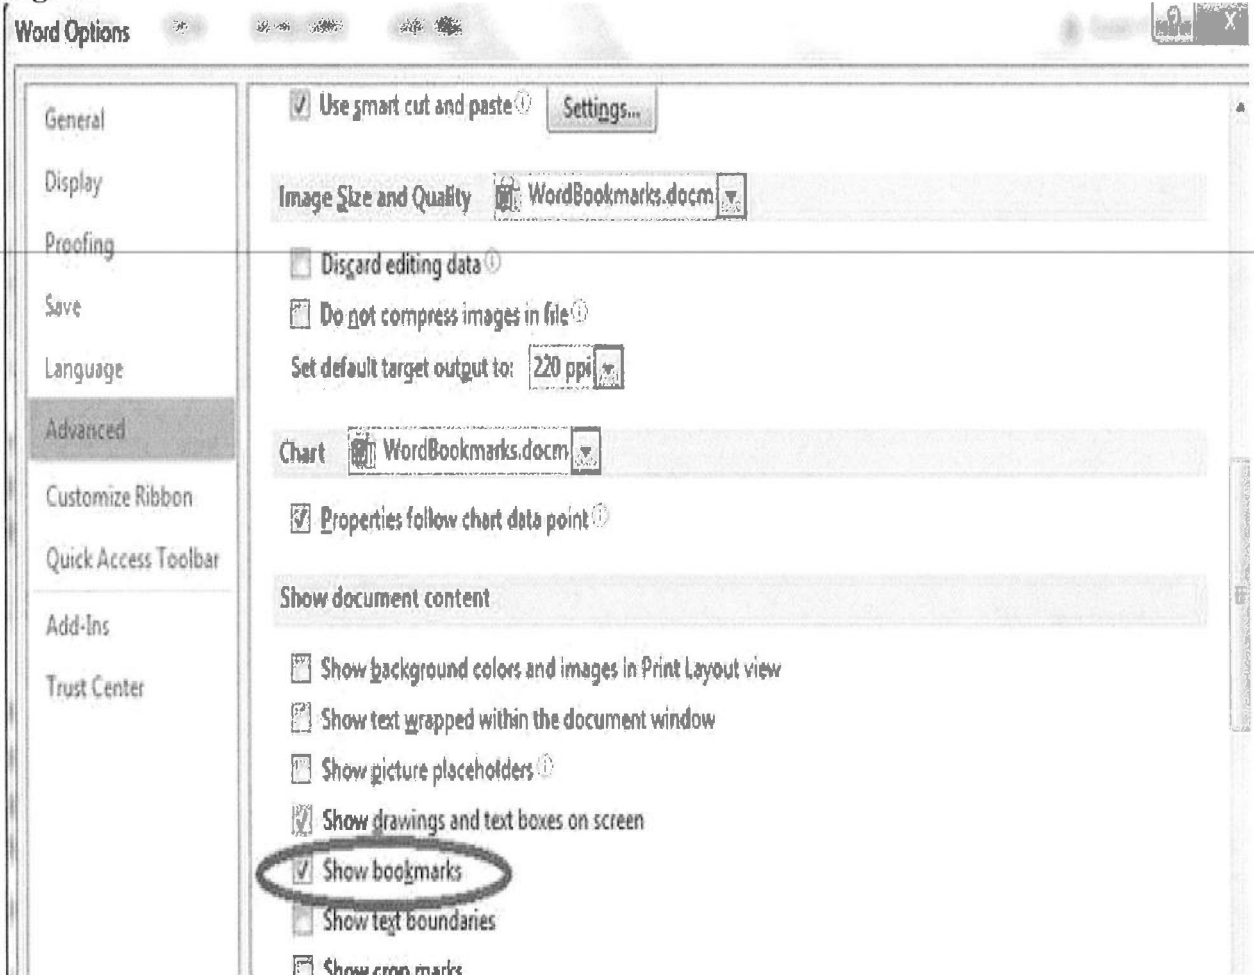 Word Options
General
Display
Proofing
Save
Language
Advanced
Customize Ribbon
Quick Access Toolbar
Add-Ins
Trust Center
Use smart cut and paste Settings...
Image Size and Quality WordBookmarks.docm
Discard editing data
Do not compress images in file
Set default target output to: 220 ppi
Chart WordBookmarks.docm
Properties follow chart data point
Show document content
Show background colors and images in Print Layout view
Show text wrapped within the document window
Show picture placeholders
Show drawings and text boxes on screen
Show bookmarks
Show text boundaries
Show crop marks